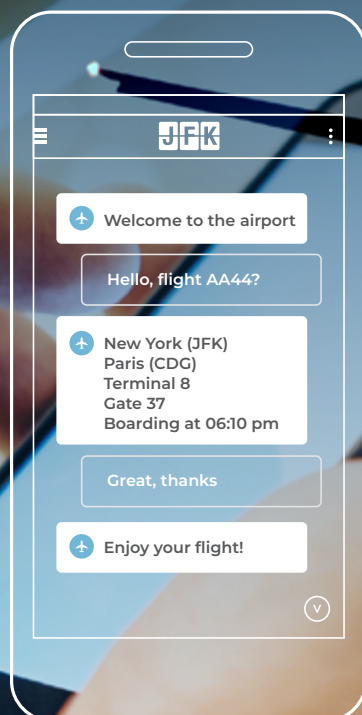 JFK
Welcome to the airport
Hello, flight AA44?
New York (JFK)
Paris (CDG)
Terminal 8
Gate 37
Boarding at 06:10 pm
Great, thanks
Enjoy your flight!